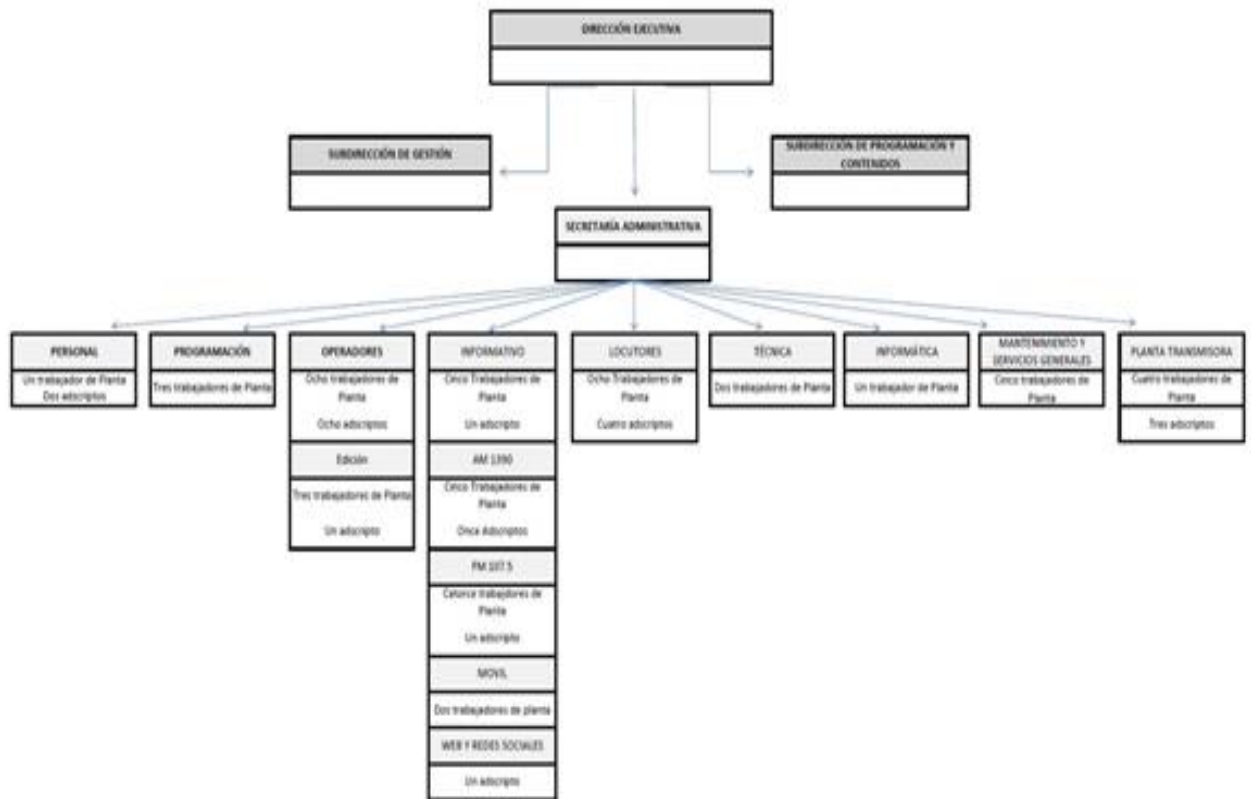 DIRECCIÓN EJECUTIVA
SUBDIRECCIÓN DE GESTIÓN
SUBDIRECCIÓN DE PROGRAMACIÓN Y
CONTENIDOS
SECRETARÍA ADMINISTRATIVA
PERSONAL
Un trabajador de Planta
Dos adscriptos
PROGRAMACIÓN
Tres trabajadores de Planta
OPERADORES
Ocho trabajadores de
Planta
Ocho adscriptos
Edición
Tres trabajadores de Planta
Un adscripto
INFORMATIVO
Cinco Trabajadores de
Planta
Un adscripto
AM 1390
Cinco Trabajadores de
Planta
Once Adscriptos
FM 107.5
Catorce trabajadores de
Planta
Un adscripto
MOVIL
Dos trabajadores de planta
WEB Y REDES SOCIALES
Un adscripto
LOCUTORES
Ocho Trabajadores de
Planta
Cuatro adscriptos
TÉCNICA
Dos trabajadores de Planta
INFORMÁTICA
Un trabajador de Planta
MANTENIMIENTO Y
SERVICIOS GENERALES
Cinco trabajadores de
Planta
PLANTA TRANSMISORA
Cuatro trabajadores de
Planta
Tres adscriptos